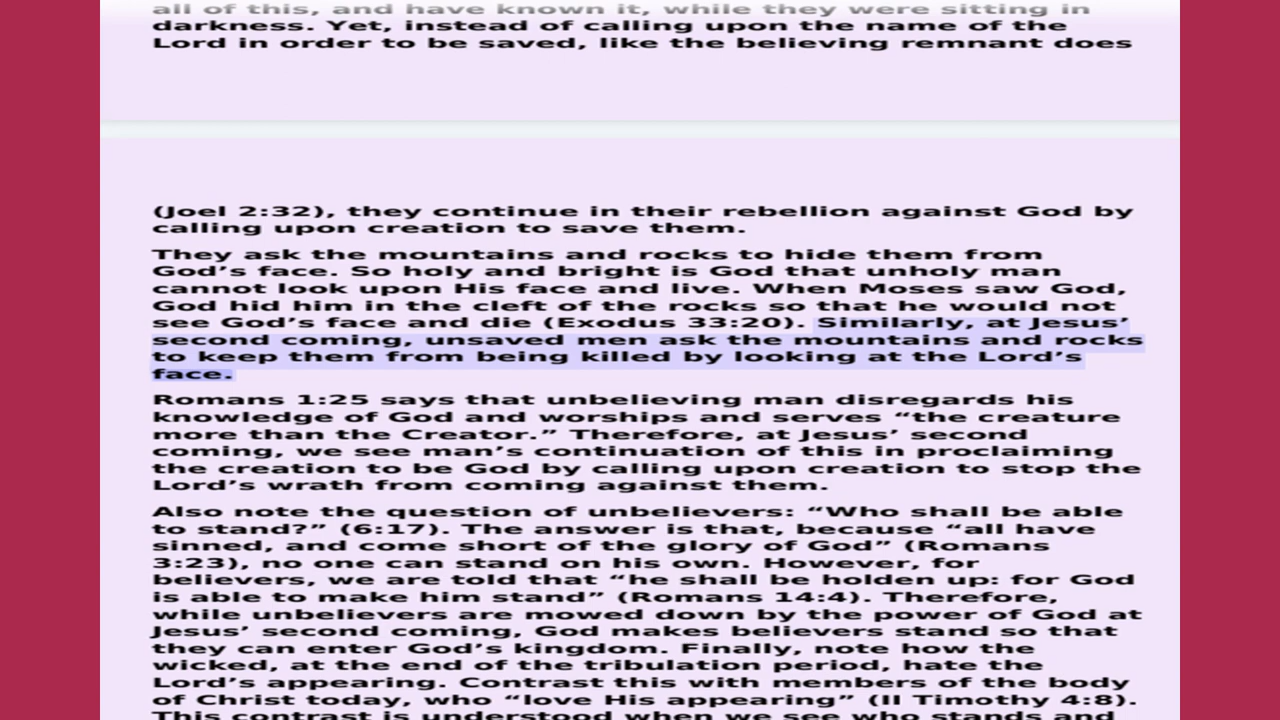 all of this, and have known it, while they were sitting in
darkness. Yet, instead of calling upon the name of the
Lord in order to be saved, like the believing remnant does
(Joel 2:32), they continue in their rebellion against God by
calling upon creation to save them.
They ask the mountains and rocks to hide them from
God’s face. So holy and bright is God that unholy man
cannot look upon His face and live. When Moses saw God,
God hid him in the cleft of the rocks so that he would not
see God’s face and die (Exodus 33:20). Similarly, at Jesus’
second coming, unsaved men ask the mountains and rocks
to keep them from being killed by looking at the Lord’s
face.
Romans 1:25 says that unbelieving man disregards his
knowledge of God and worships and serves “the creature
more than the Creator.” Therefore, at Jesus’ second
coming, we see man’s continuation of this in proclaiming
the creation to be God by calling upon creation to stop the
Lord’s wrath from coming against them.
Also note the question of unbelievers: “Who shall be able
to stand?” (6:17). The answer is that, because “all have
sinned, and come short of the glory of God” (Romans
3:23), no one can stand on his own. However, for
believers, we are told that “he shall be holden up: for God
is able to make him stand” (Romans 14:4). Therefore,
while unbelievers are mowed down by the power of God at
Jesus’ second coming, God makes believers stand so that
they can enter God’s kingdom. Finally, note how the
wicked, at the end of the tribulation period, hate the
Lord’s appearing. Contrast this with members of the body
of Christ today, who “love His appearing” (II Timothy 4:8).
This contrast is understood when we see who stands and